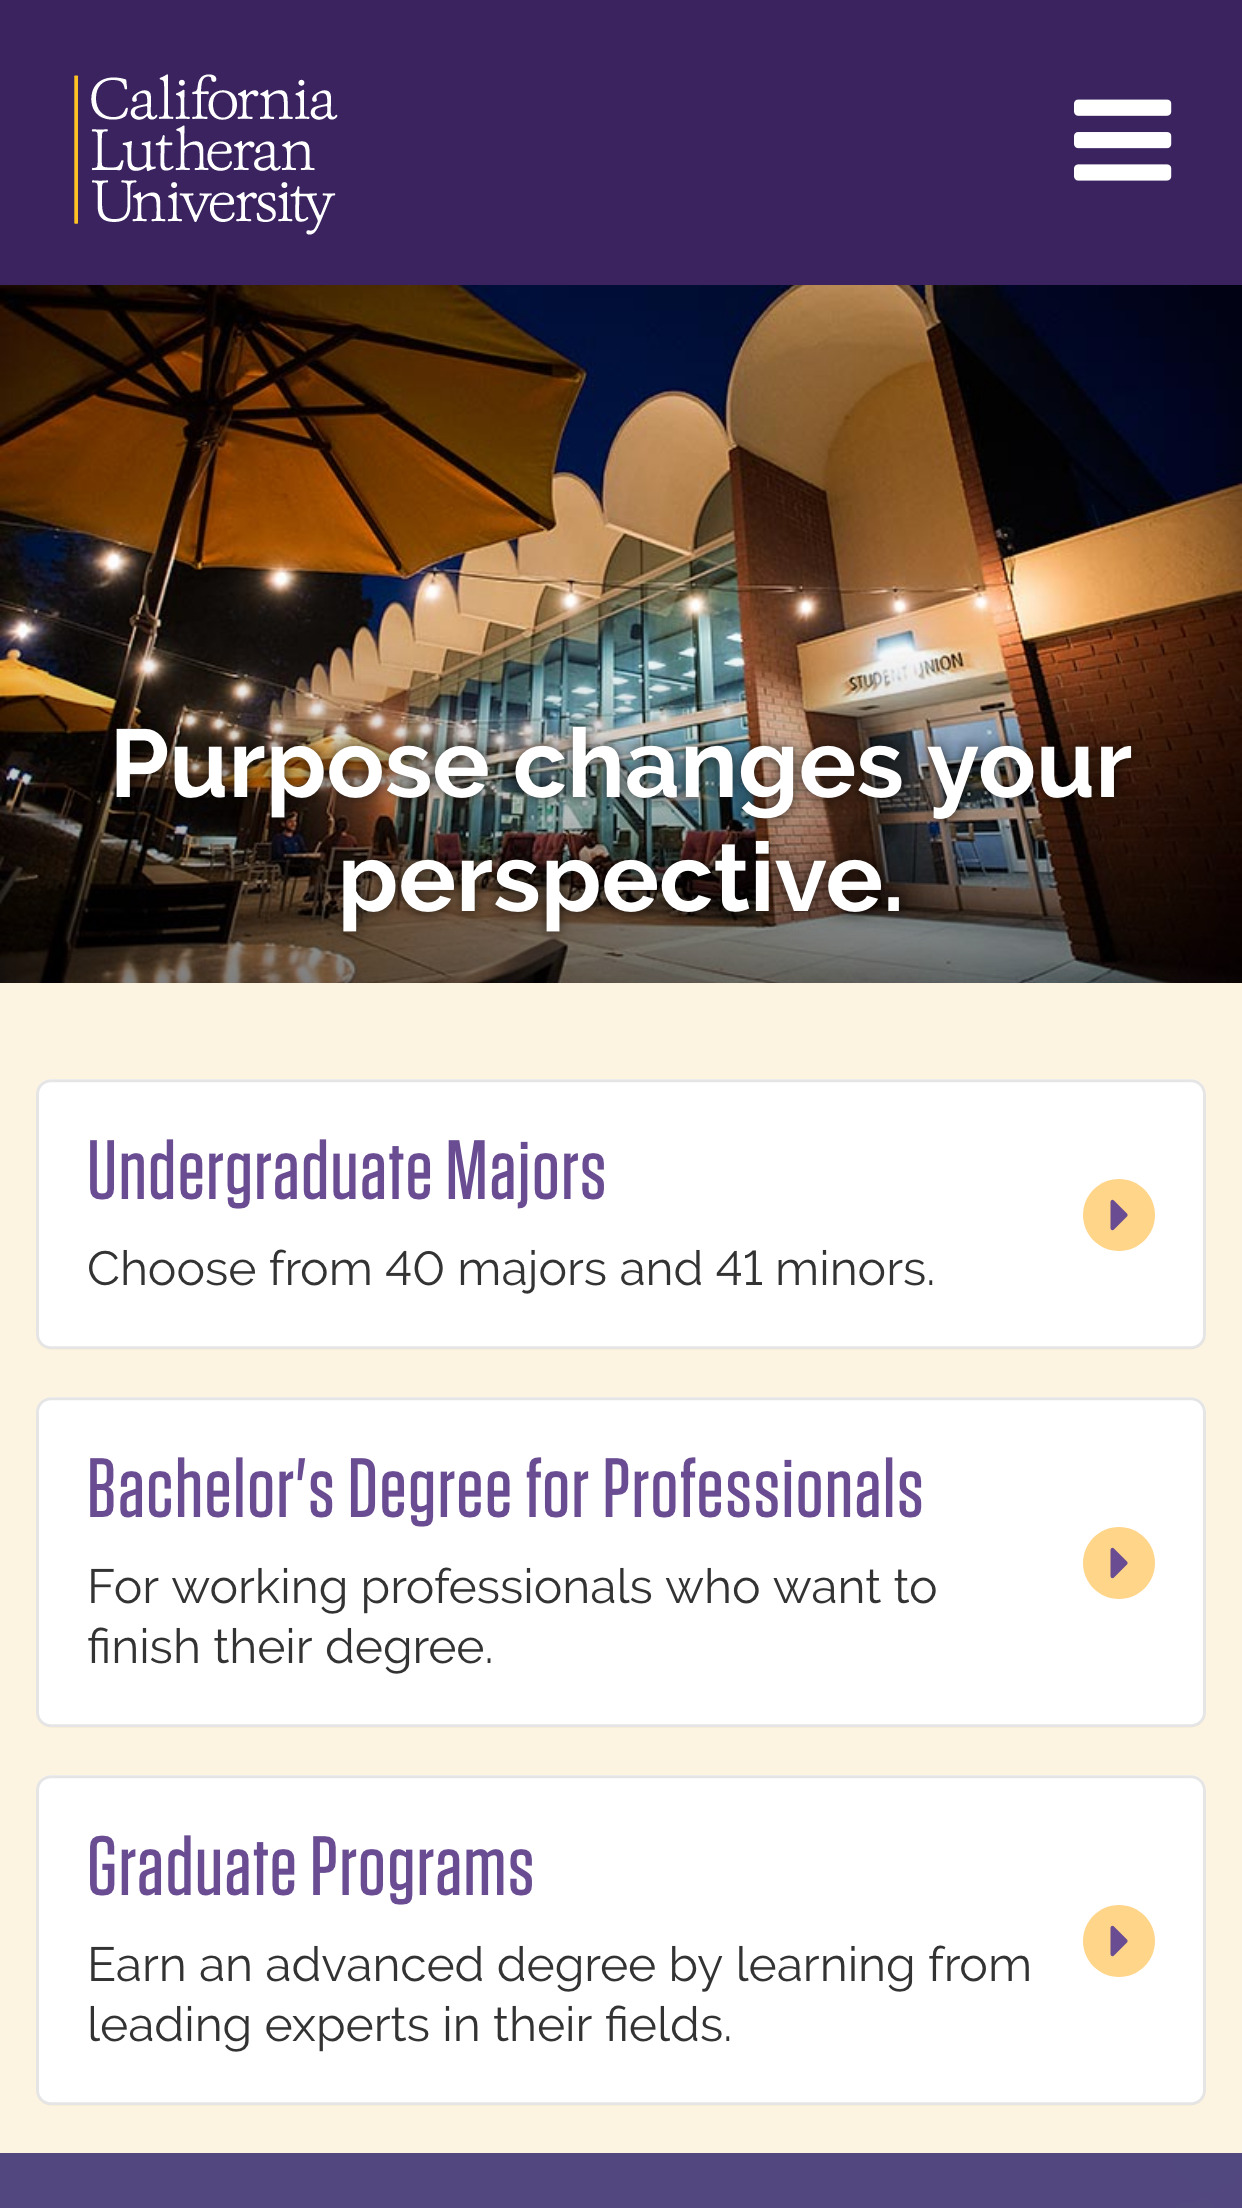 California
Lutheran
University
STUDENT UNION
Purpose changes your
perspective.
Undergraduate Majors
Choose from 40 majors and 41 minors.
Bachelor's Degree for Professionals
For working professionals who want to
finish their degree.
Graduate Programs
Earn an advanced degree by learning from
leading experts in their fields.